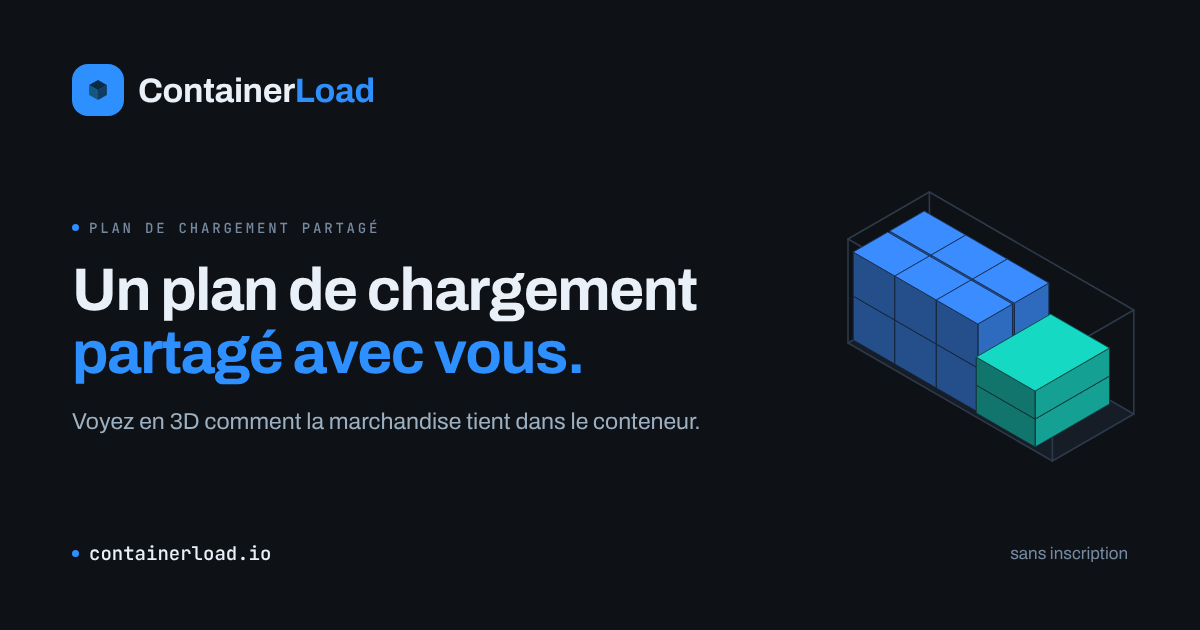 ContainerLoad
PLAN DE CHARGEMENT PARTAGÉ
Un plan de chargement
partagé avec vous.
Voyez en 3D comment la marchandise tient dans le conteneur.
containerload.io
sans inscription